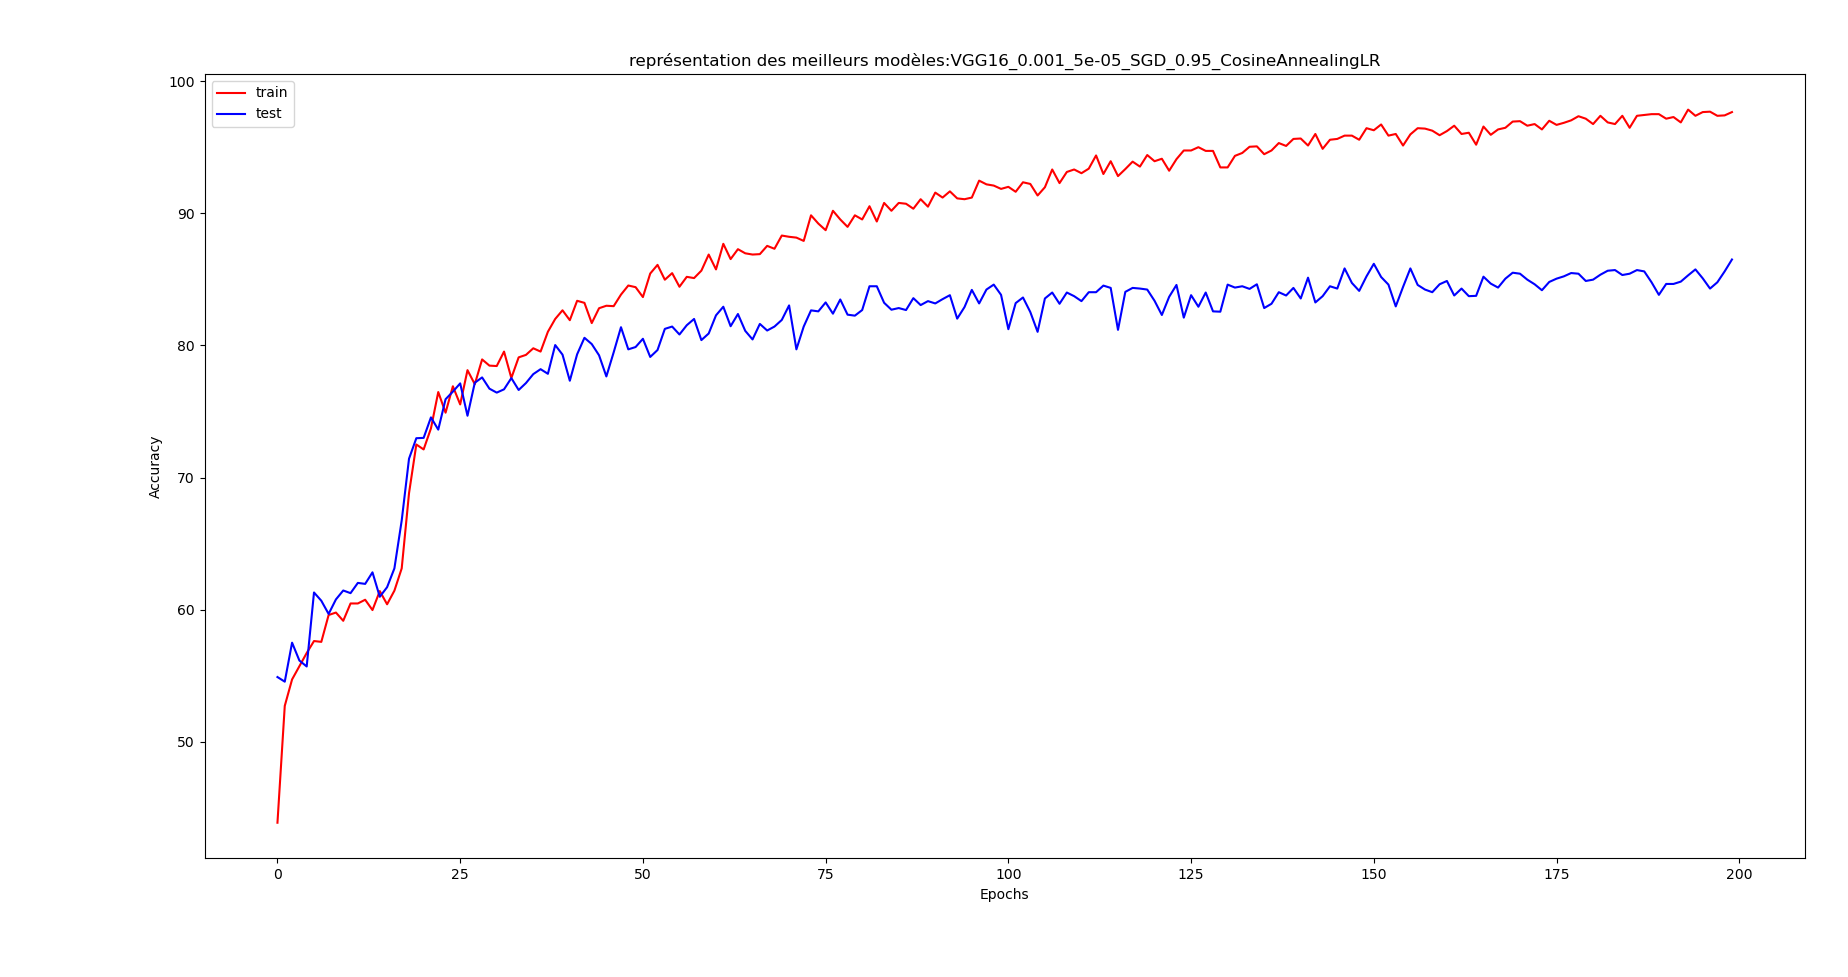 représentation des meilleurs modèles:VGG16_0.001_5e-05_SGD_0.95_CosineAnnealingLR
train
test
100
90
80
70
60
50
Accuracy
0 25 50 75 100 125 150 175 200
Epochs